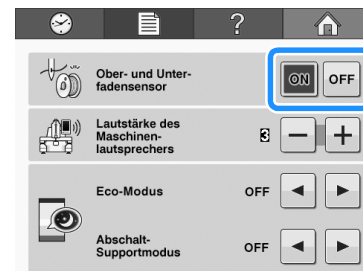 ?
Ober- und Unter-
fadensensor
ON OFF
Lautstärke des
Maschinen-
lautsprechers
3 − +
Eco-Modus OFF
Abschalt-
Supportmodus OFF